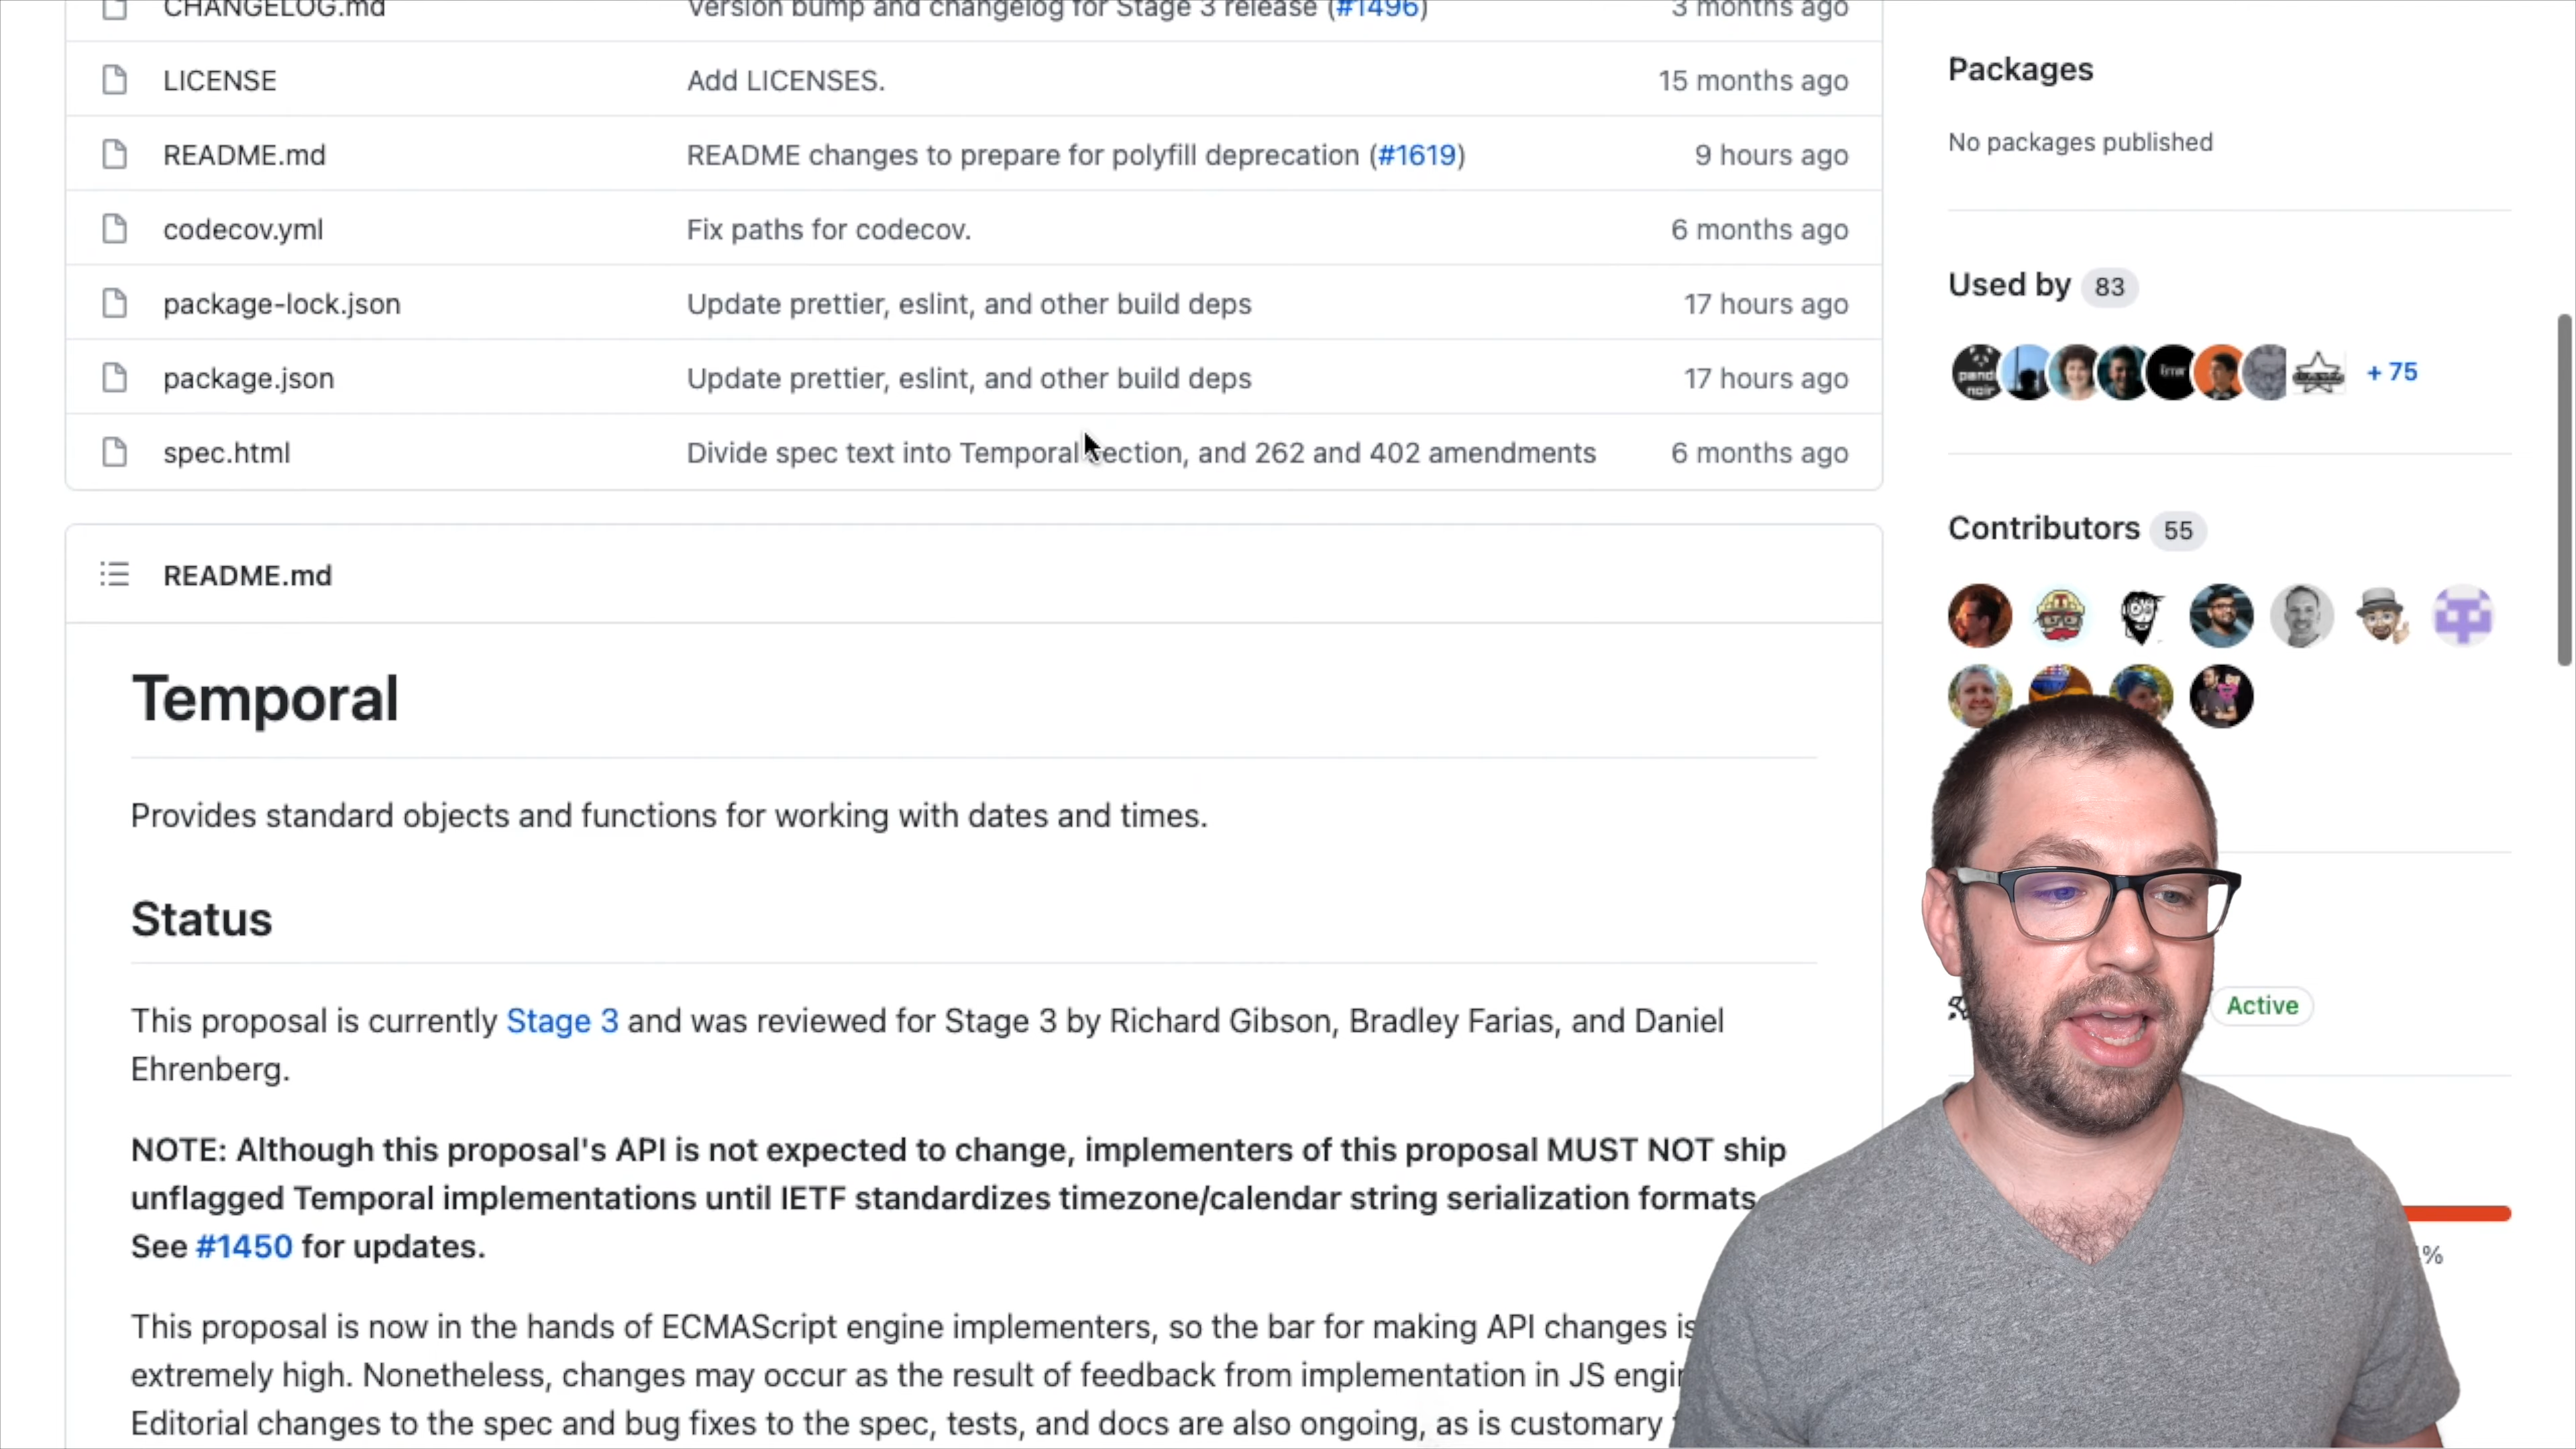 CHANGELOG.md Version bump and changelog for Stage 3 release (#1496) 3 months ago
LICENSE Add LICENSES. 15 months ago
README.md README changes to prepare for polyfill deprecation (#1619) 9 hours ago
codecov.yml Fix paths for codecov. 6 months ago
package-lock.json Update prettier, eslint, and other build deps 17 hours ago
package.json Update prettier, eslint, and other build deps 17 hours ago
spec.html Divide spec text into Temporal ection, and 262 and 402 amendments 6 months ago
README.md
Temporal
Provides standard objects and functions for working with dates and times.
Status
This proposal is currently Stage 3 and was reviewed for Stage 3 by Richard Gibson, Bradley Farias, and Daniel
Ehrenberg.
NOTE: Although this proposal's API is not expected to change, implementers of this proposal MUST NOT ship
unflagged Temporal implementations until IETF standardizes timezone/calendar string serialization formats
See #1450 for updates.
This proposal is now in the hands of ECMAScript engine implementers, so the bar for making API changes is
extremely high. Nonetheless, changes may occur as the result of feedback from implementation in JS engin
Editorial changes to the spec and bug fixes to the spec, tests, and docs are also ongoing, as is customary
Packages
No packages published
Used by 83
+ 75
Contributors 55
Active
%